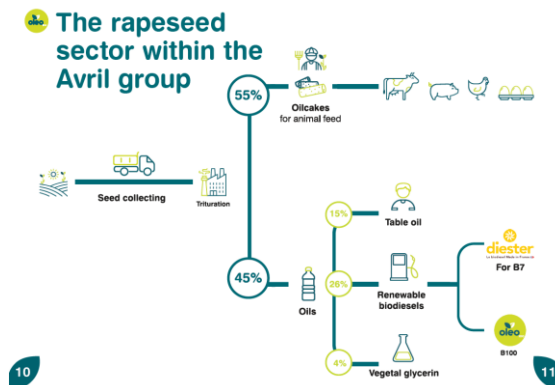 oleo
The rapeseed
sector within the
Avril group
55%
Oilcakes
for animal feed
Seed collecting
Trituration
45%
Oils
15%
Table oil
26%
Renewable
biodiesels
4%
Vegetal glycerin
diester
For B7
oleo
B100
10
11